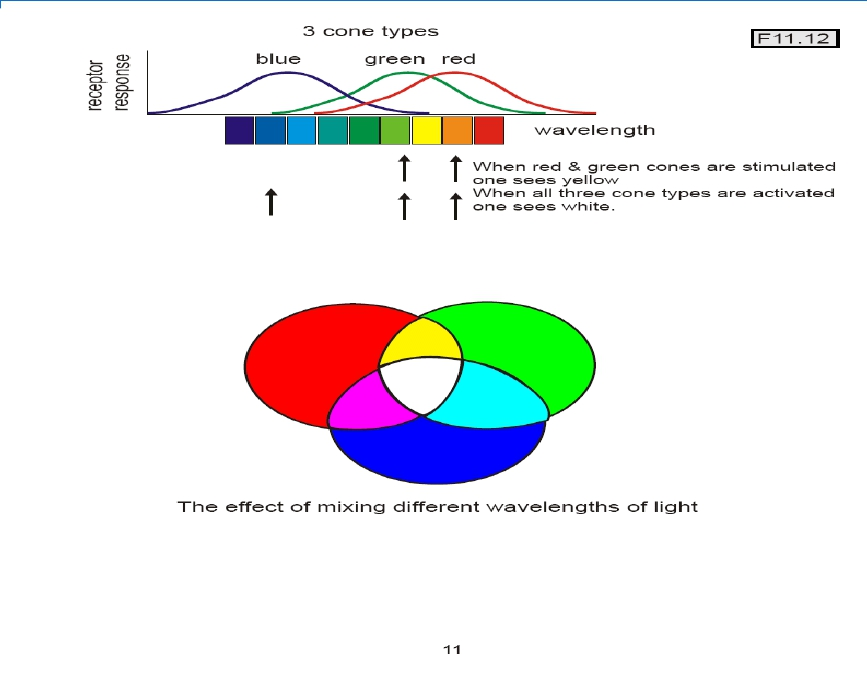 3 cone types
F11.12
blue
green
red
receptor
response
wavelength
When red & green cones are stimulated
one sees yellow
When all three cone types are activated
one sees white.
The effect of mixing different wavelengths of light
11